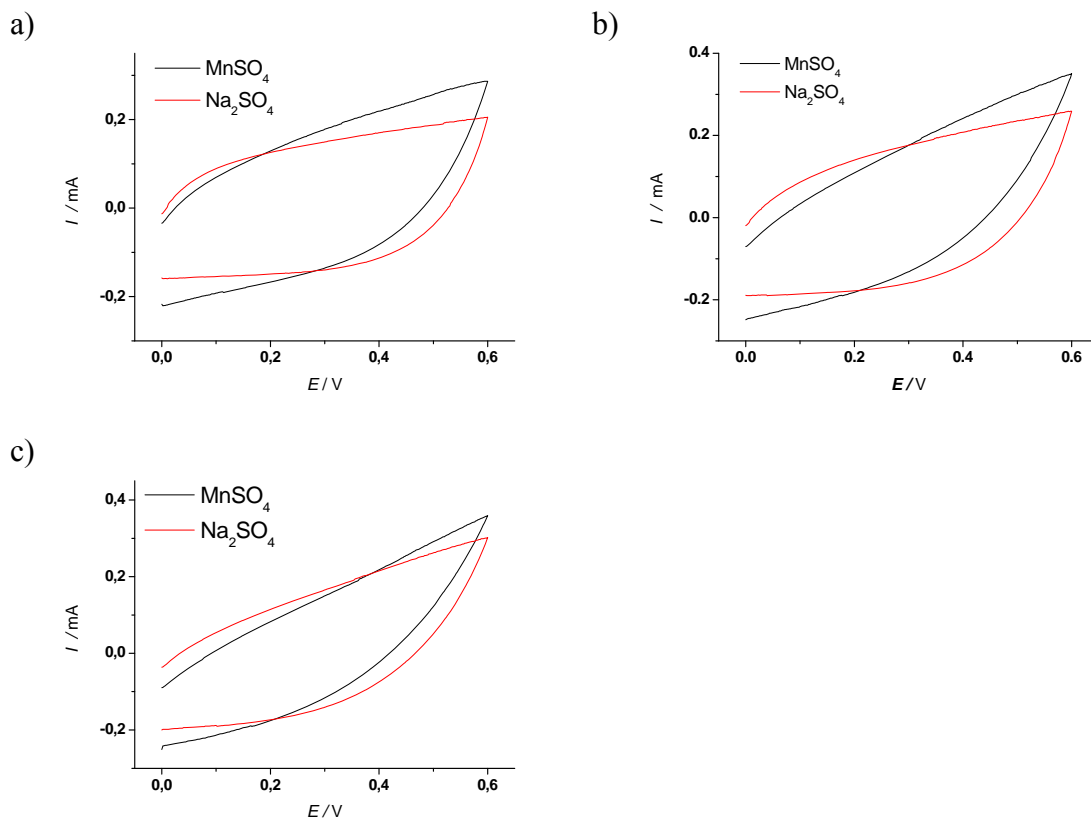 a)
MnSO₄
Na₂SO₄
0,2
0,0
-0,2
I / mA
0,0 0,2 0,4 0,6
E / V
b)
MnSO₄
Na₂SO₄
0.4
0.2
0.0
-0.2
I / mA
0.0 0.2 0.4 0.6
E / V
c)
MnSO₄
Na₂SO₄
0,4
0,2
0,0
-0,2
I / mA
0,0 0,2 0,4 0,6
E / V